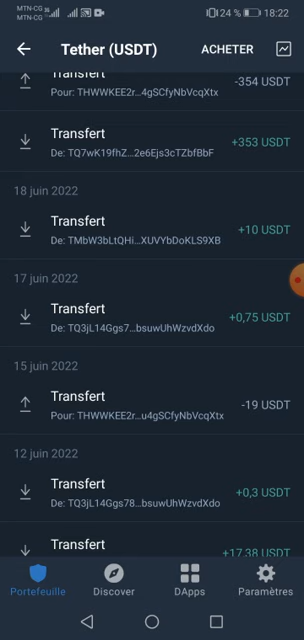 MTN-CG 3G 24 % 18:22
MTN-CG
Tether (USDT) ACHETER
Transfert -354 USDT
Pour: THWWKEE2r...4gSCfyNbVcqXtx
Transfert +353 USDT
De: TQ7wK19fhZ...2e6Ejs3cTZbfBbF
18 juin 2022
Transfert +10 USDT
De: TMbW3bLtQHi...XUVYbDoKLS9XB
17 juin 2022
Transfert +0,75 USDT
De: TQ3jL14Ggs7...bsuwUhWzvdXdo
15 juin 2022
Transfert -19 USDT
Pour: THWWKEE2r...u4gSCfyNbVcqXtx
12 juin 2022
Transfert +0,3 USDT
De: TQ3jL14Ggs78...bsuwUhWzvdXdo
Transfert +17,38 USDT
Portefeuille Discover DApps Paramètres